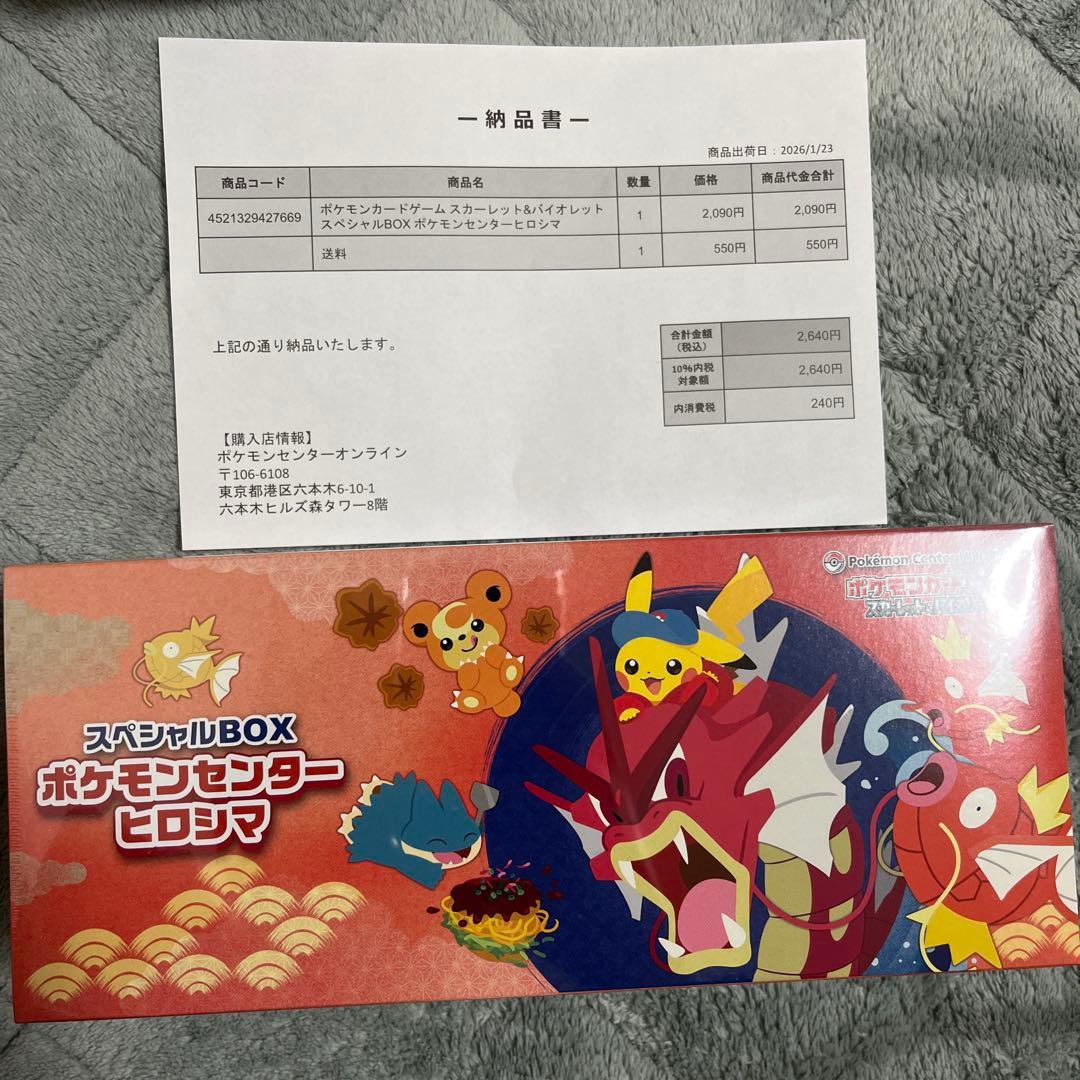 ー 納 品 書 ー
商品出荷日：2026/1/23
商品コード 商品名 数量 価格 商品代金合計
4521329427669 ポケモンカードゲーム スカーレット&バイオレット 1 2,090円 2,090円
スペシャルBOX ポケモンセンターヒロシマ
送料 1 550円 550円
上記の通り納品いたします。
合計金額 2,640円
(税込)
10%内税 2,640円
対象額
内消費税 240円
【購入店情報】
ポケモンセンターオンライン
〒106-6108
東京都港区六本木6-10-1
六本木ヒルズ森タワー8階
Pokémon Center
ポケモンカード
スペシャルBOX
ポケモンセンター
ヒロシマ